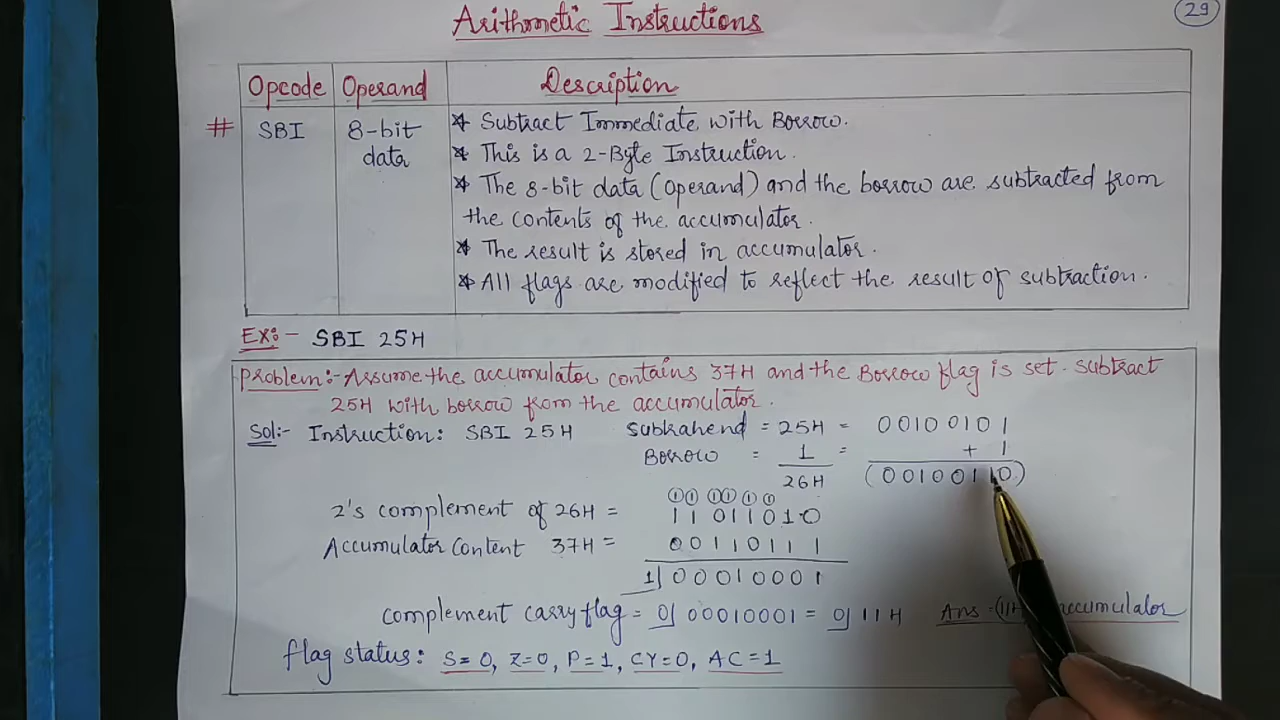 Arithmetic Instructions
29
Opcode Operand Description
# SBI 8-bit data
* Subtract Immediate with Borrow.
* This is a 2-Byte Instruction.
* The 8-bit data (operand) and the borrow are subtracted from
the contents of the accumulator.
* The result is stored in accumulator.
* All flags are modified to reflect the result of subtraction.
Ex:- SBI 25H
Problem:- Assume the accumulator contains 37H and the Borrow flag is set. Subtract
25H with borrow from the accumulator.
Sol:- Instruction: SBI 25H Subtrahend = 25H = 00100101
Borrow = 1 = + 1
26H (00100110)
1 1 1 1 1 1
2's complement of 26H = 11011010
Accumulator Content 37H = 00110111
1] 00010001
complement carry flag = 0] 00010001 = 0] 11H Ans = (11H accumulator
flag status: S=0, Z=0, P=1, CY=0, AC=1